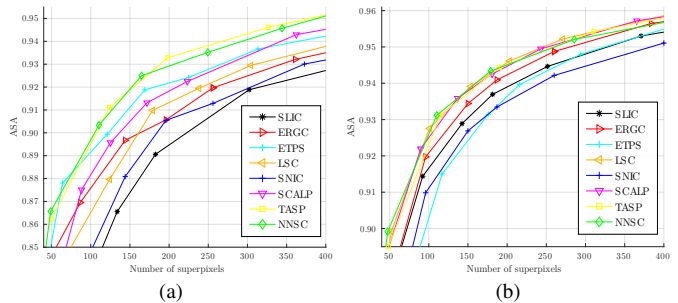 0.95
0.94
0.93
0.92
0.91
0.90
0.89
0.88
0.87
0.86
0.85
ASA
50 100 150 200 250 300 350 400
Number of superpixels
SLIC
ERGC
ETPS
LSC
SNIC
SCALP
TASP
NNSC
(a)
0.96
0.95
0.94
0.93
0.92
0.91
0.90
ASA
50 100 150 200 250 300 350 400
Number of superpixels
SLIC
ERGC
ETPS
LSC
SNIC
SCALP
TASP
NNSC
(b)